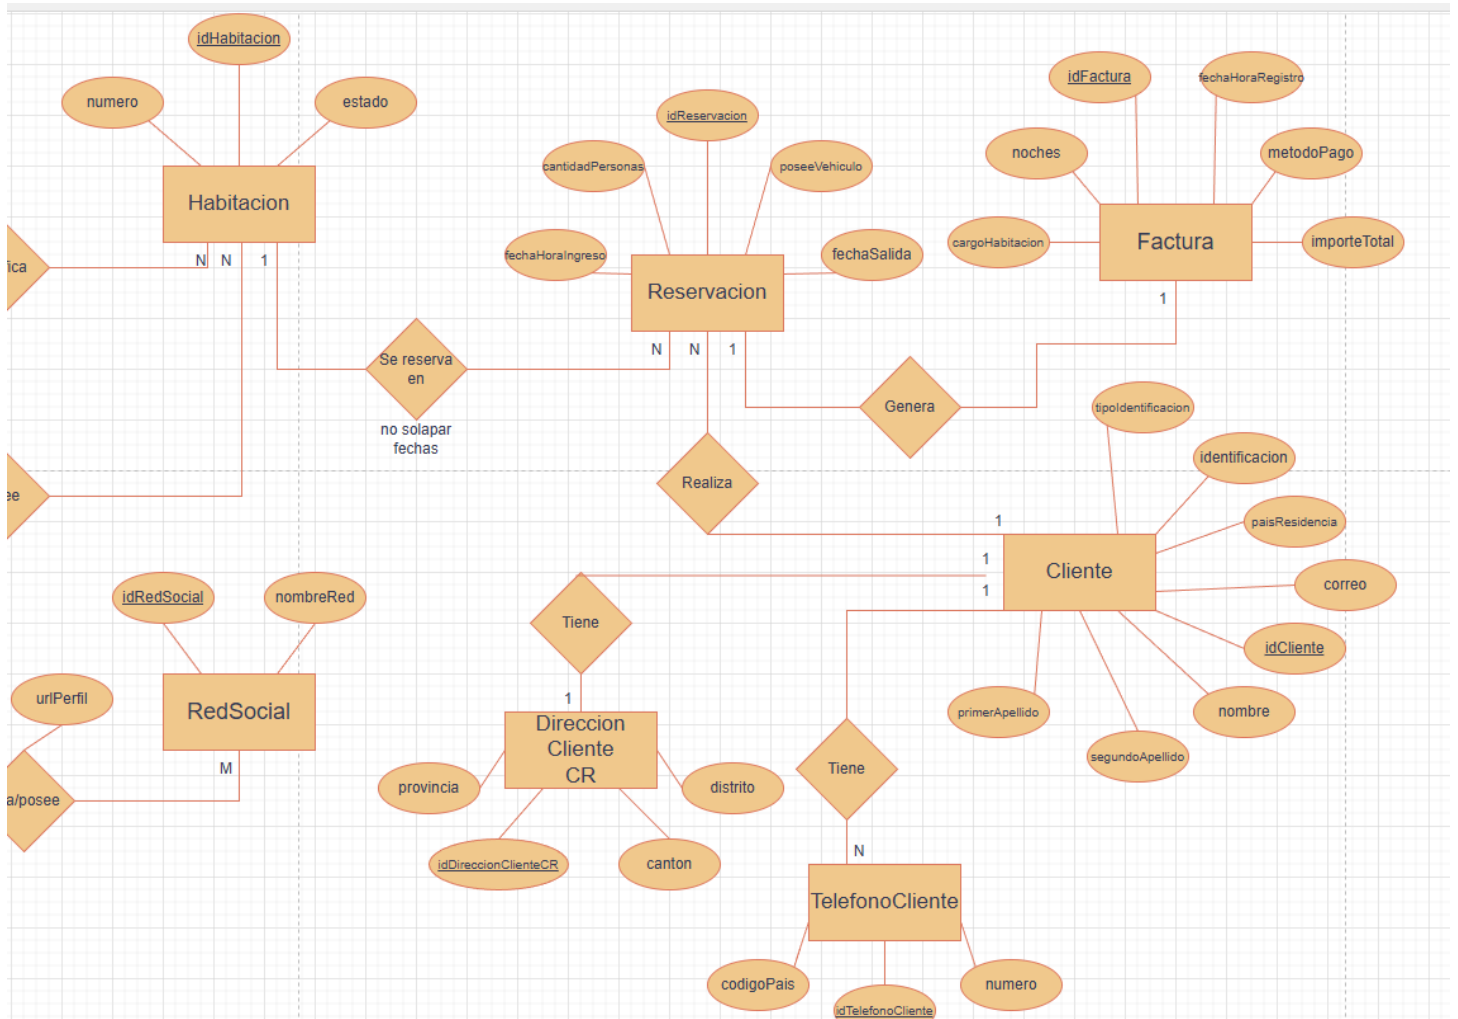 idHabitacion
numero
estado
Habitacion
N
N
1
ica
ee
Se reserva
en
no solapar
fechas
idReservacion
cantidadPersonas
poseeVehiculo
fechaHoraIngreso
fechaSalida
Reservacion
N
N
1
idFactura
fechaHoraRegistro
noches
metodoPago
cargoHabitacion
importeTotal
Factura
1
Genera
Realiza
tipoIdentificacion
identificacion
paisResidencia
correo
idCliente
nombre
segundoApellido
primerApellido
Cliente
1
1
1
Tiene
1
Direccion
Cliente
CR
provincia
distrito
idDireccionClienteCR
canton
Tiene
N
TelefonoCliente
codigoPais
idTelefonoCliente
numero
idRedSocial
nombreRed
urlPerfil
RedSocial
M
a/posee